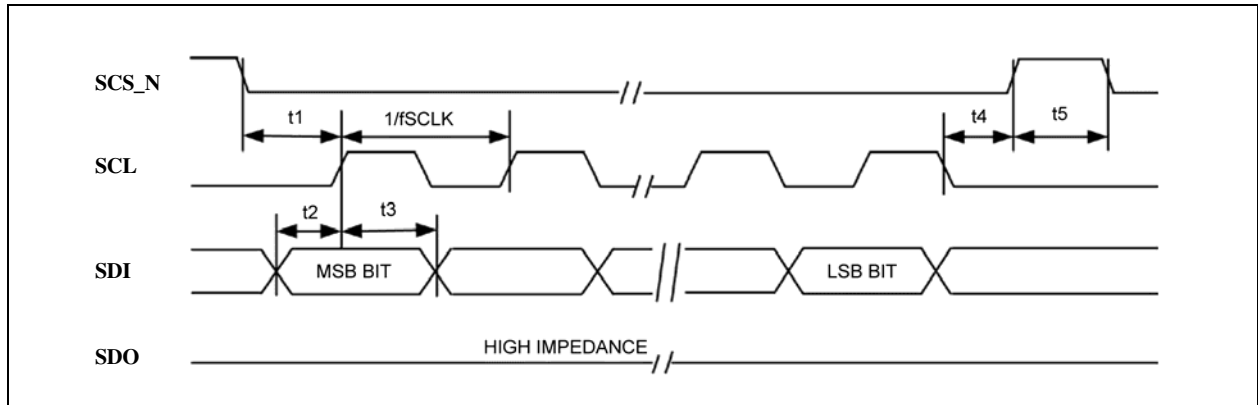 SCS_N
t1
1/fSCLK
t4
t5
SCL
t2
t3
SDI
MSB BIT
LSB BIT
SDO
HIGH IMPEDANCE